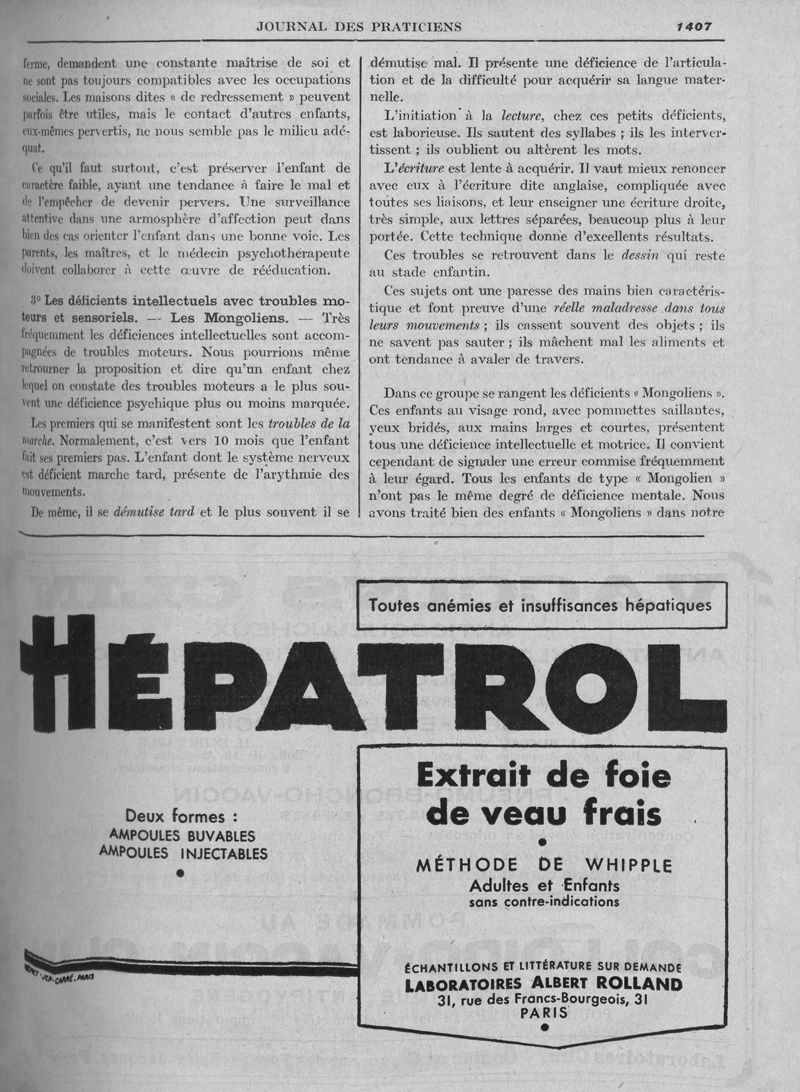 JOURNAL DES PRATICIENS
1407
ferme, demandent une constante maîtrise de soi et
ne sont pas toujours compatibles avec les occupations
sociales. Les maisons dites « de redressement » peuvent
parfois être utiles, mais le contact d'autres enfants,
eux-mêmes pervertis, ne nous semble pas le milieu adé-
quat.
Ce qu'il faut surtout, c'est préserver l'enfant de
caractère faible, ayant une tendance à faire le mal et
de l'empêcher de devenir pervers. Une surveillance
attentive dans une armosphère d'affection peut dans
bien des cas orienter l'enfant dans une bonne voie. Les
parents, les maîtres, et le médecin psychothérapeute
doivent collaborer à cette œuvre de rééducation.
3º Les déficients intellectuels avec troubles mo-
teurs et sensoriels. — Les Mongoliens. — Très
fréquemment les déficiences intellectuelles sont accom-
pagnées de troubles moteurs. Nous pourrions même
retrourner la proposition et dire qu'un enfant chez
lequel on constate des troubles moteurs a le plus sou-
vent une déficience psychique plus ou moins marquée.
Les premiers qui se manifestent sont les troubles de la
marche. Normalement, c'est vers 10 mois que l'enfant
fait ses premiers pas. L'enfant dont le système nerveux
est déficient marche tard, présente de l'arythmie des
mouvements.
De même, il se démutise tard et le plus souvent il se
démutise mal. Il présente une déficience de l'articula-
tion et de la difficulté pour acquérir sa langue mater-
nelle.
L'initiation à la lecture, chez ces petits déficients,
est laborieuse. Ils sautent des syllabes ; ils les interver-
tissent ; ils oublient ou altèrent les mots.
L'écriture est lente à acquérir. Il vaut mieux renoncer
avec eux à l'écriture dite anglaise, compliquée avec
toutes ses liaisons, et leur enseigner une écriture droite,
très simple, aux lettres séparées, beaucoup plus à leur
portée. Cette technique donne d'excellents résultats.
Ces troubles se retrouvent dans le dessin qui reste
au stade enfantin.
Ces sujets ont une paresse des mains bien caractéris-
tique et font preuve d'une réelle maladresse dans tous
leurs mouvements ; ils cassent souvent des objets ; ils
ne savent pas sauter ; ils mâchent mal les aliments et
ont tendance à avaler de travers.
Dans ce groupe se rangent les déficients « Mongoliens ».
Ces enfants au visage rond, avec pommettes saillantes,
yeux bridés, aux mains larges et courtes, présentent
tous une déficience intellectuelle et motrice. Il convient
cependant de signaler une erreur commise fréquemment
à leur égard. Tous les enfants de type « Mongolien »
n'ont pas le même degré de déficience mentale. Nous
avons traité bien des enfants « Mongoliens » dans notre
Toutes anémies et insuffisances hépatiques
HÉPATROL
Deux formes :
AMPOULES BUVABLES
AMPOULES INJECTABLES
Extrait de foie
de veau frais
MÉTHODE DE WHIPPLE
Adultes et Enfants
sans contre-indications
ÉCHANTILLONS ET LITTÉRATURE SUR DEMANDE
LABORATOIRES ALBERT ROLLAND
31, rue des Francs-Bourgeois, 31
PARIS